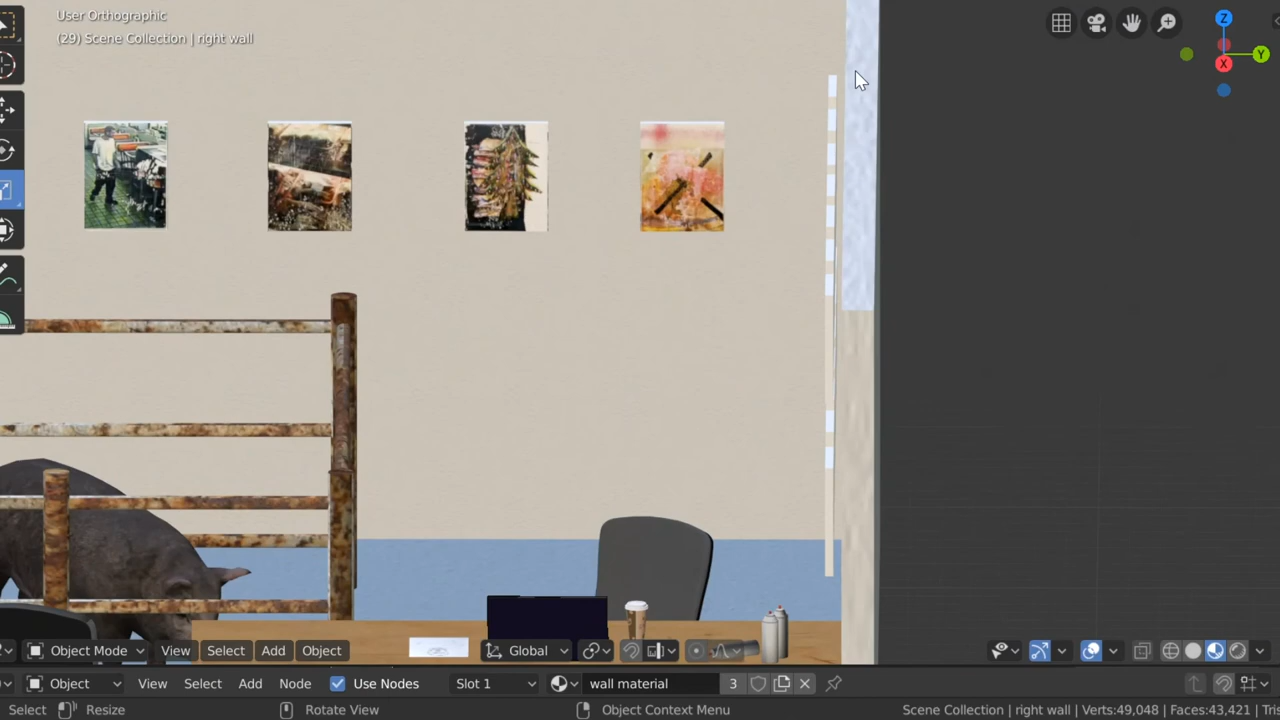 User Orthographic
(29) Scene Collection | right wall
Z
Y
X
Object Mode
View
Select
Add
Object
Global
Object
View
Select
Add
Node
Use Nodes
Slot 1
wall material
3
Select
Resize
Rotate View
Object Context Menu
Scene Collection | right wall | Verts:49,048 | Faces:43,421 | Tris